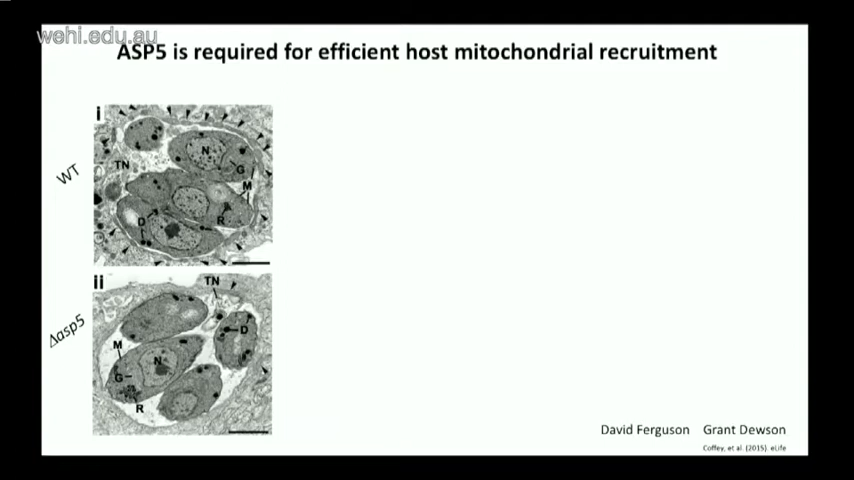 wehi.edu.au
ASP5 is required for efficient host mitochondrial recruitment
i
WT
N
G
TN
M
D
R
ii
Δasp5
TN
D
M
N
G
R
David Ferguson Grant Dewson
Coffey, et al. (2015). eLife